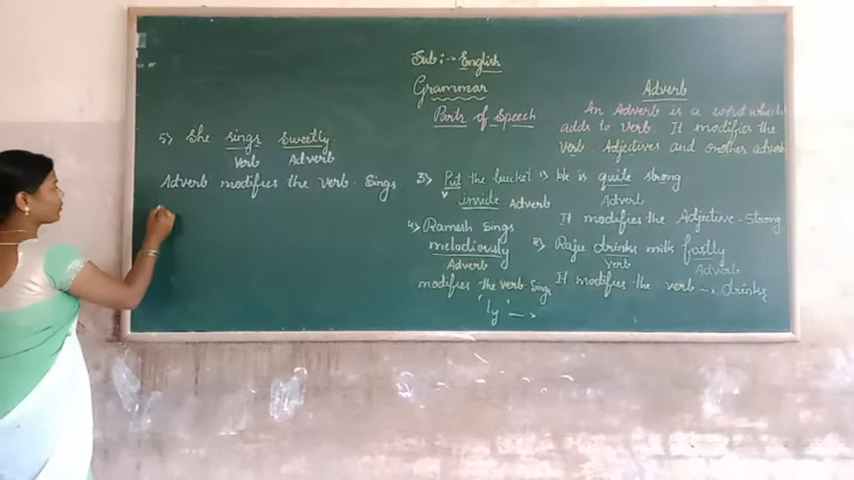 Sub:- English
Grammar
Parts of Speech
Adverb
An Adverb is a word which
adds to verb. It modifies the
Verb. Adjectives and another adverb
1) He is quite strong.
Adverb
It modifies the Adjective - Strong
2) Raju drinks milk fastly
Verb Adverb
It modifies the verb -> drinks
3) Put the bucket
V inside Adverb
4) Ramesh sings
melodiously
Adverb
modifies the verb-Sings
'ly' ->
5) She sings sweetly
Verb Adverb
Adverb modifies the verb - Sings.